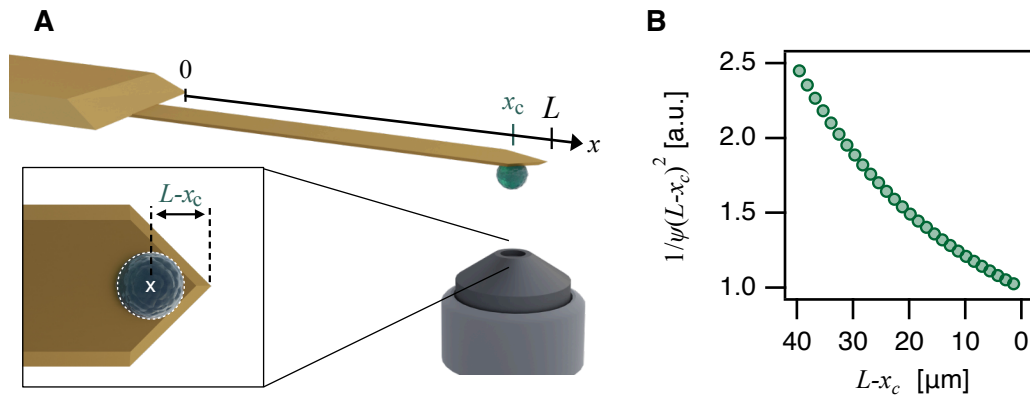 A
0
x_c
L
x
L-x_c
x
B
1/ψ(L-x_c)² [a.u.]
2.5
2.0
1.5
1.0
40 30 20 10 0
L-x_c [µm]